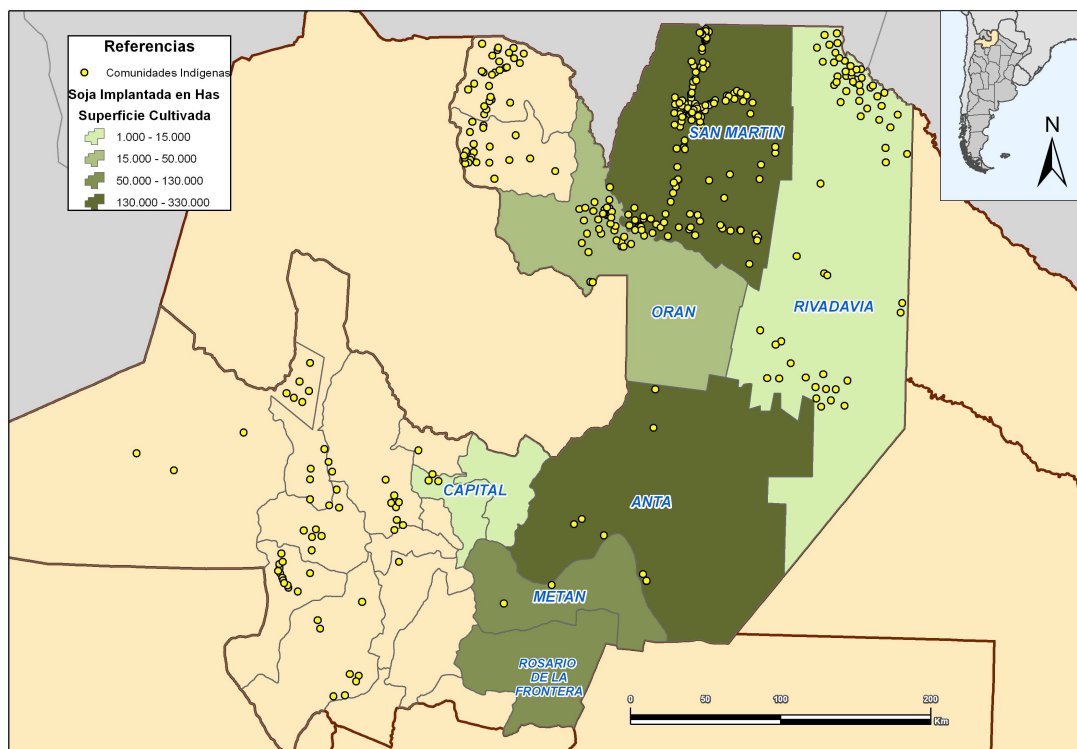 Referencias
Comunidades Indígenas
Soja Implantada en Has
Superficie Cultivada
1.000 - 15.000
15.000 - 50.000
50.000 - 130.000
130.000 - 330.000
N
SAN MARTIN
ORAN
RIVADAVIA
CAPITAL
ANTA
METAN
ROSARIO
DE LA
FRONTERA
0 50 100 200
Km